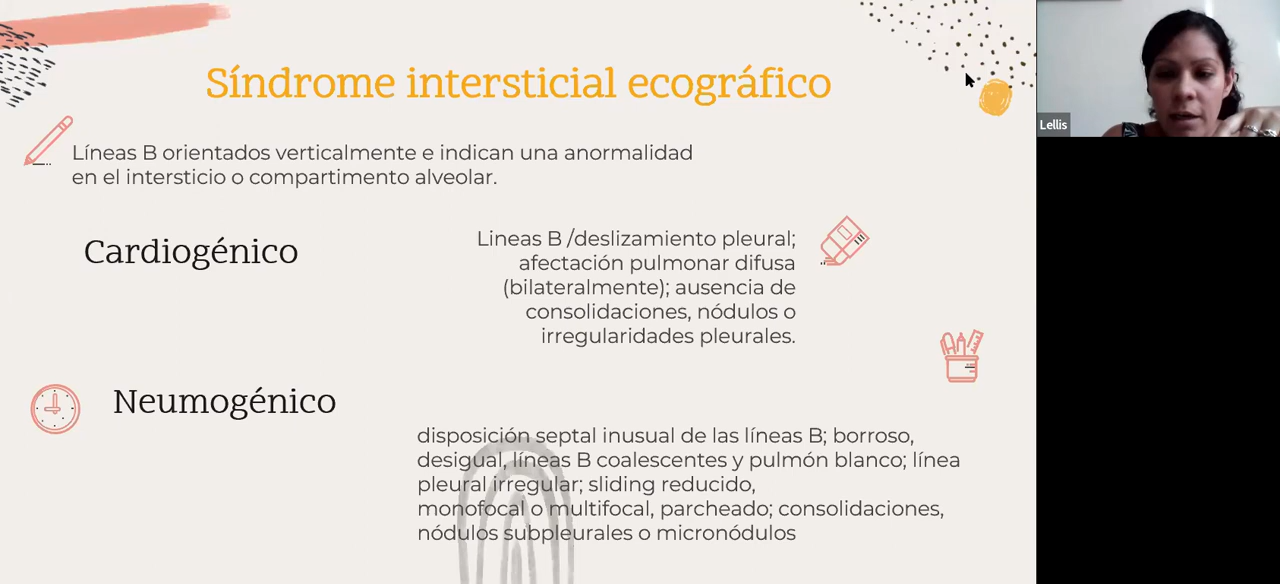 Síndrome intersticial ecográfico
Líneas B orientados verticalmente e indican una anormalidad
en el intersticio o compartimento alveolar.
Cardiogénico
Lineas B /deslizamiento pleural;
afectación pulmonar difusa
(bilateralmente); ausencia de
consolidaciones, nódulos o
irregularidades pleurales.
Neumogénico
disposición septal inusual de las líneas B; borroso,
desigual, líneas B coalescentes y pulmón blanco; línea
pleural irregular; sliding reducido,
monofocal o multifocal, parcheado; consolidaciones,
nódulos subpleurales o micronódulos
Lellis